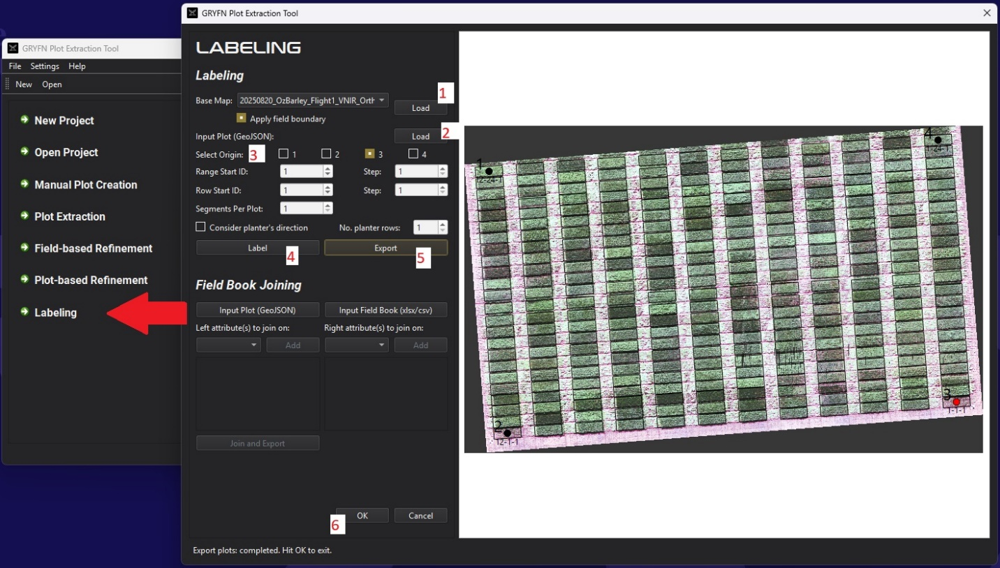 GRYFN Plot Extraction Tool
File Settings Help
New Open
New Project
Open Project
Manual Plot Creation
Plot Extraction
Field-based Refinement
Plot-based Refinement
Labeling
GRYFN Plot Extraction Tool
LABELING
Labeling
Base Map: 20250820_OzBarley_Flight1_VNIR_Orth
Load 1
Apply field boundary
Input Plot (GeoJSON): Load 2
Select Origin: 3 1 2 3 4
Range Start ID: 1 Step: 1
Row Start ID: 1 Step: 1
Segments Per Plot: 1
Consider planter's direction No. planter rows: 1
Label 4 Export 5
Field Book Joining
Input Plot (GeoJSON) Input Field Book (xlsx/csv)
Left attribute(s) to join on: Right attribute(s) to join on:
Add Add
Join and Export
6 OK Cancel
Export plots: completed. Hit OK to exit.
1
12-24-1
4
1-24-1
2
12-1-1
3
1-1-1